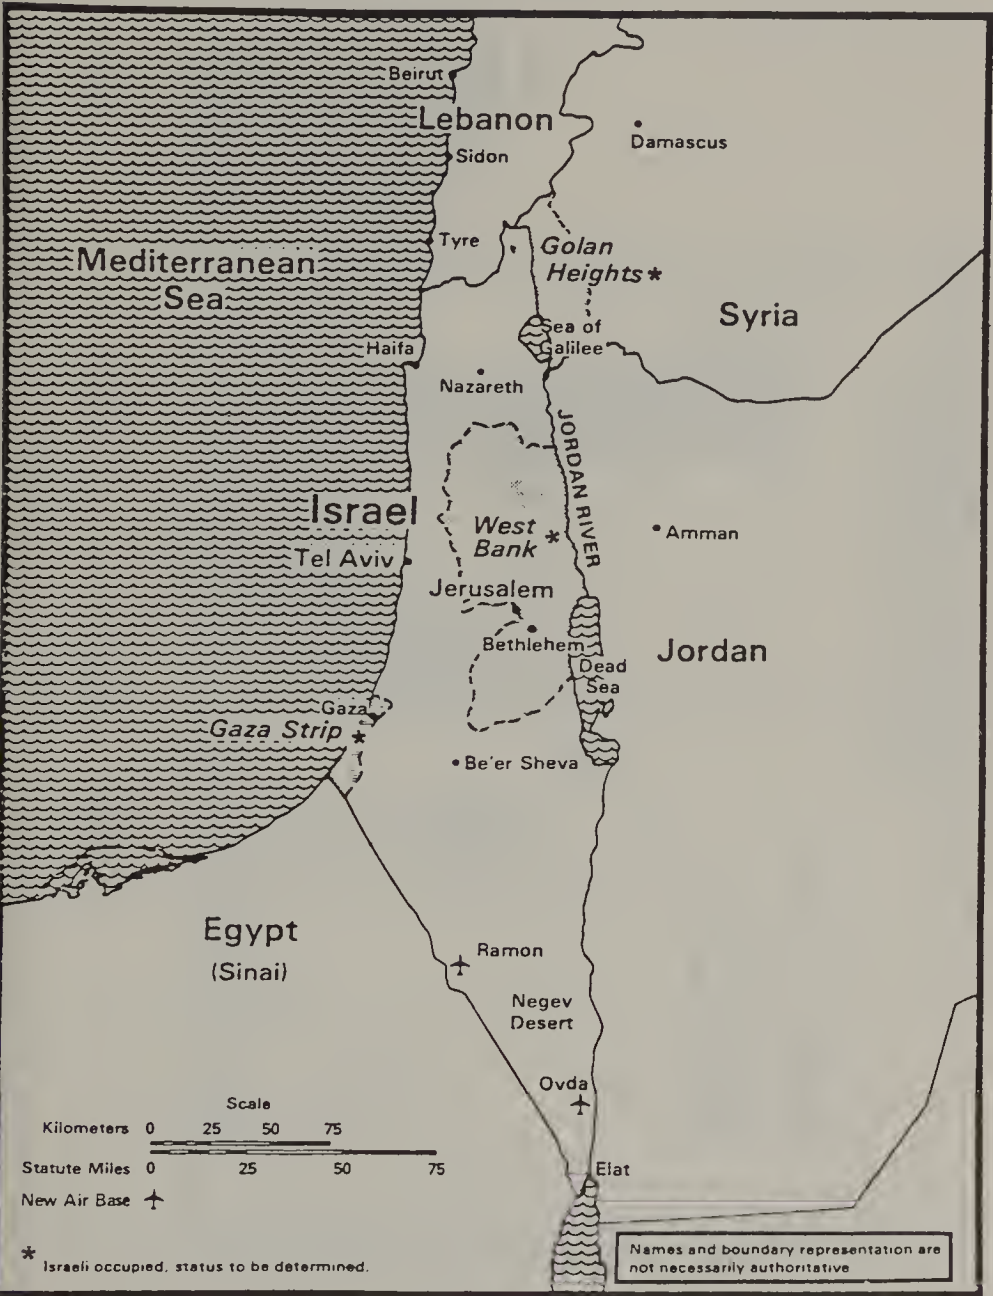 Beirut
Lebanon
Damascus
Sidon
Tyre
Mediterranean
Sea
Golan
Heights *
Syria
Sea of
Galilee
Haifa
Nazareth
JORDAN RIVER
Israel
West
Bank *
Amman
Tel Aviv
Jerusalem
Bethlehem
Jordan
Dead
Sea
Gaza
Gaza Strip *
Be'er Sheva
Egypt
(Sinai)
Ramon
Negev
Desert
Ovda
Scale
Kilometers 0 25 50 75
Statute Miles 0 25 50 75
New Air Base
Elat
* Israeli occupied, status to be determined.
Names and boundary representation are
not necessarily authoritative